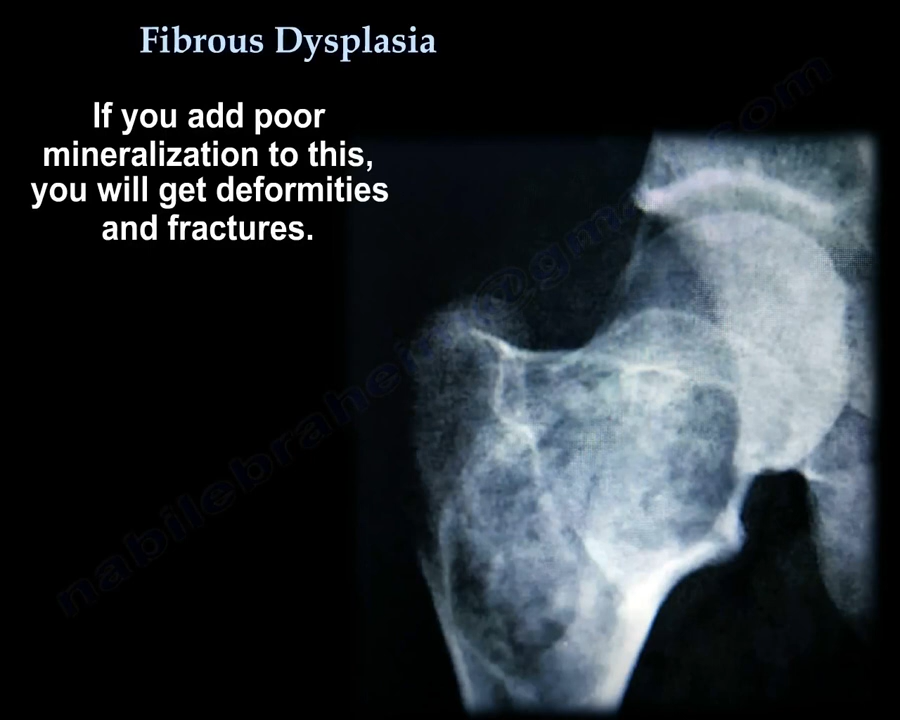 Fibrous Dysplasia
If you add poor
mineralization to this,
you will get deformities
and fractures.